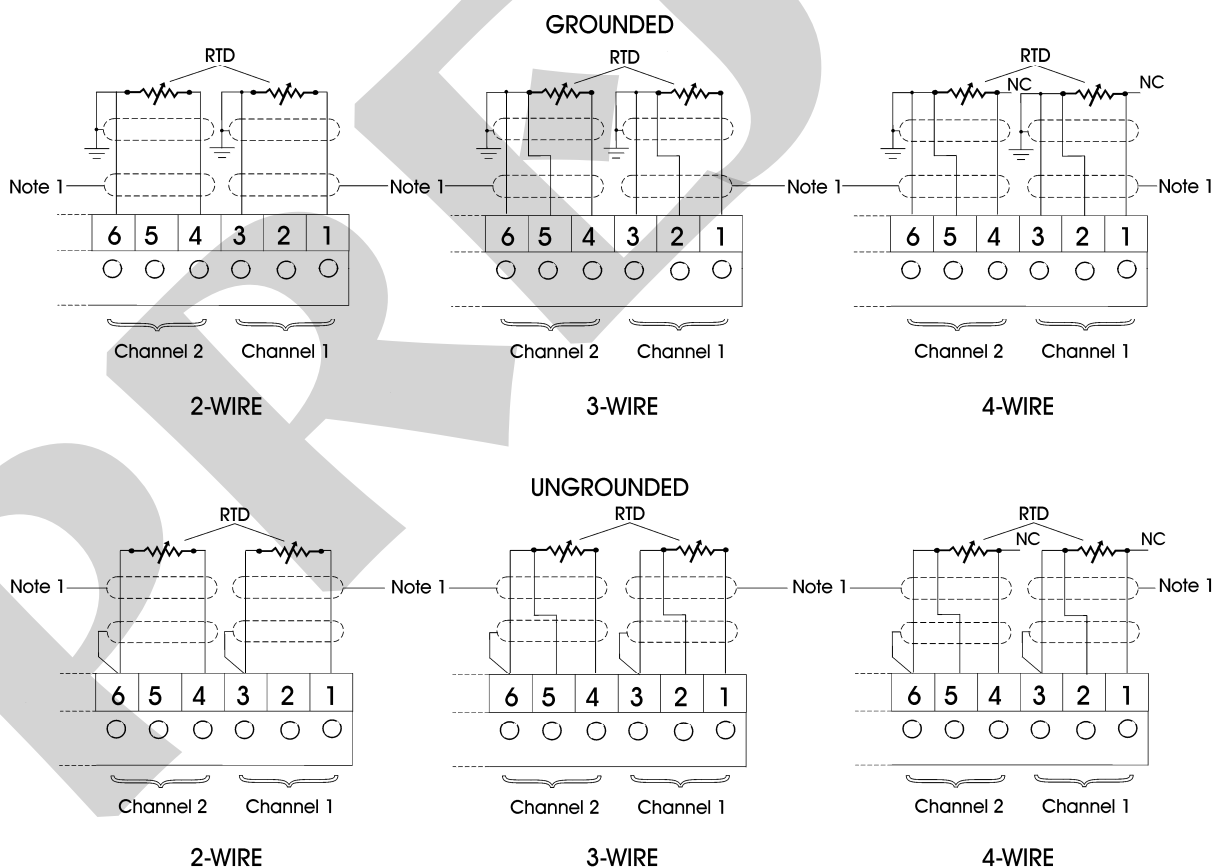 GROUNDED
RTD RTD RTD
NC NC
Note 1 Note 1 Note 1 Note 1
6 5 4 3 2 1 6 5 4 3 2 1 6 5 4 3 2 1
Channel 2 Channel 1 Channel 2 Channel 1 Channel 2 Channel 1
2-WIRE 3-WIRE 4-WIRE
UNGROUNDED
RTD RTD RTD
NC NC
Note 1 Note 1 Note 1 Note 1
6 5 4 3 2 1 6 5 4 3 2 1 6 5 4 3 2 1
Channel 2 Channel 1 Channel 2 Channel 1 Channel 2 Channel 1
2-WIRE 3-WIRE 4-WIRE